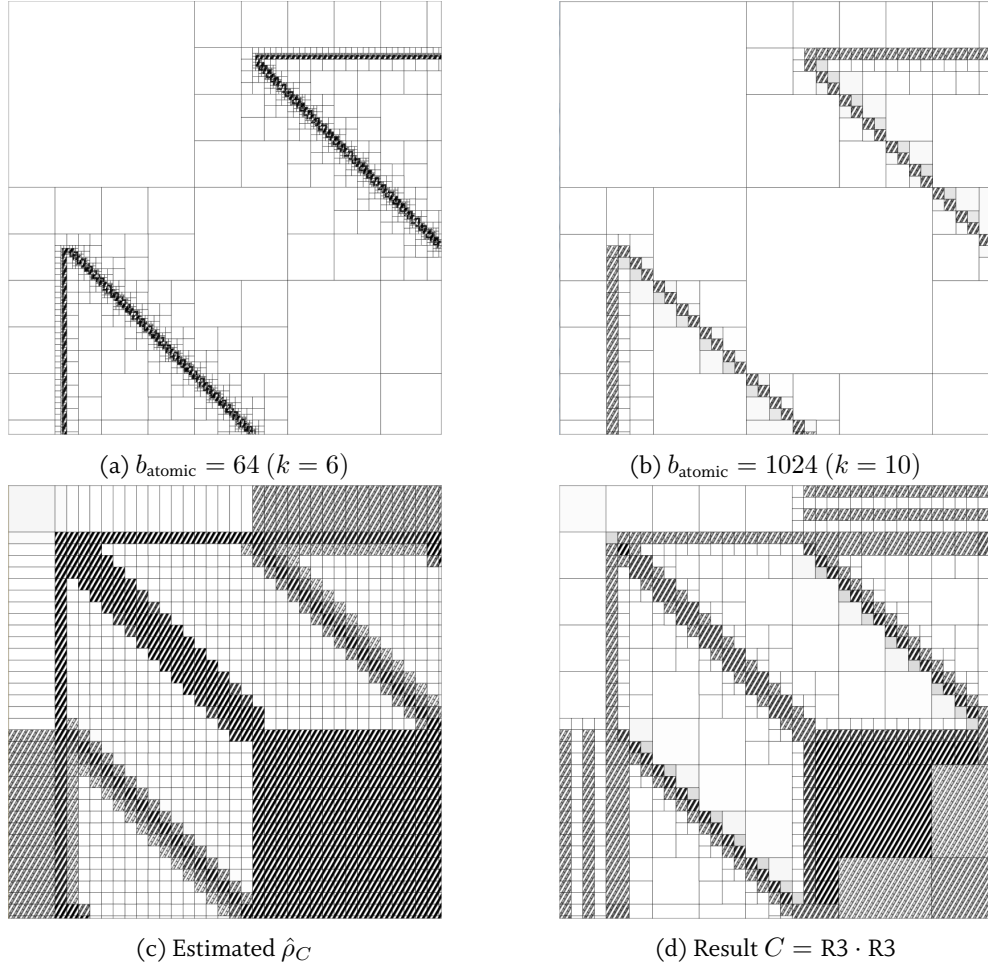 (a) b_atomic = 64 (k = 6)
(b) b_atomic = 1024 (k = 10)
(c) Estimated ρ̂_C
(d) Result C = R3 · R3